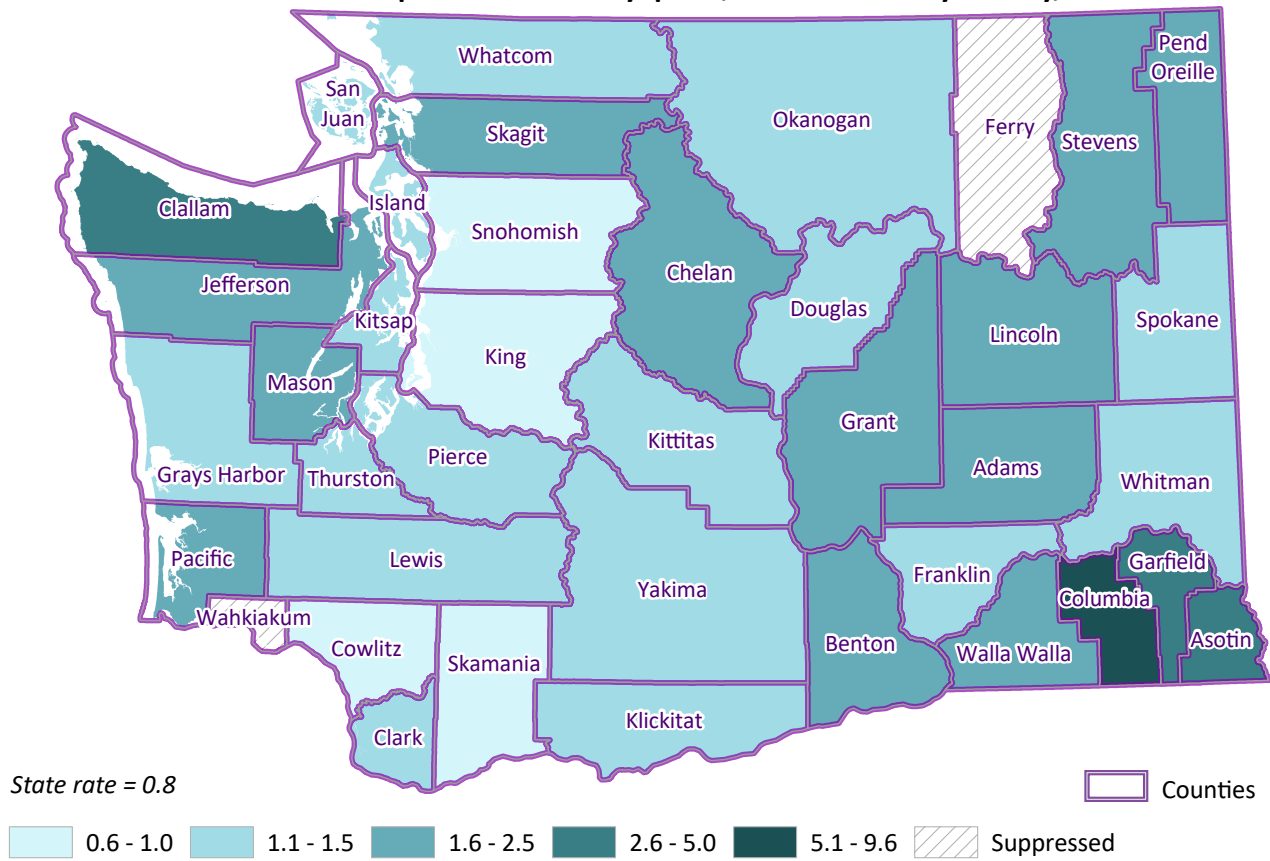 Whatcom
Pend
Oreille
San
Juan
Skagit
Okanogan
Ferry
Stevens
Clallam
Island
Snohomish
Chelan
Jefferson
Douglas
Kitsap
Lincoln
Spokane
King
Mason
Grant
Kittitas
Pierce
Adams
Grays Harbor
Thurston
Whitman
Pacific
Lewis
Garfield
Franklin
Yakima
Columbia
Wahkiakum
Cowlitz
Skamania
Benton
Walla Walla
Asotin
Klickitat
Clark
State rate = 0.8
Counties
0.6 - 1.0
1.1 - 1.5
1.6 - 2.5
2.6 - 5.0
5.1 - 9.6
Suppressed